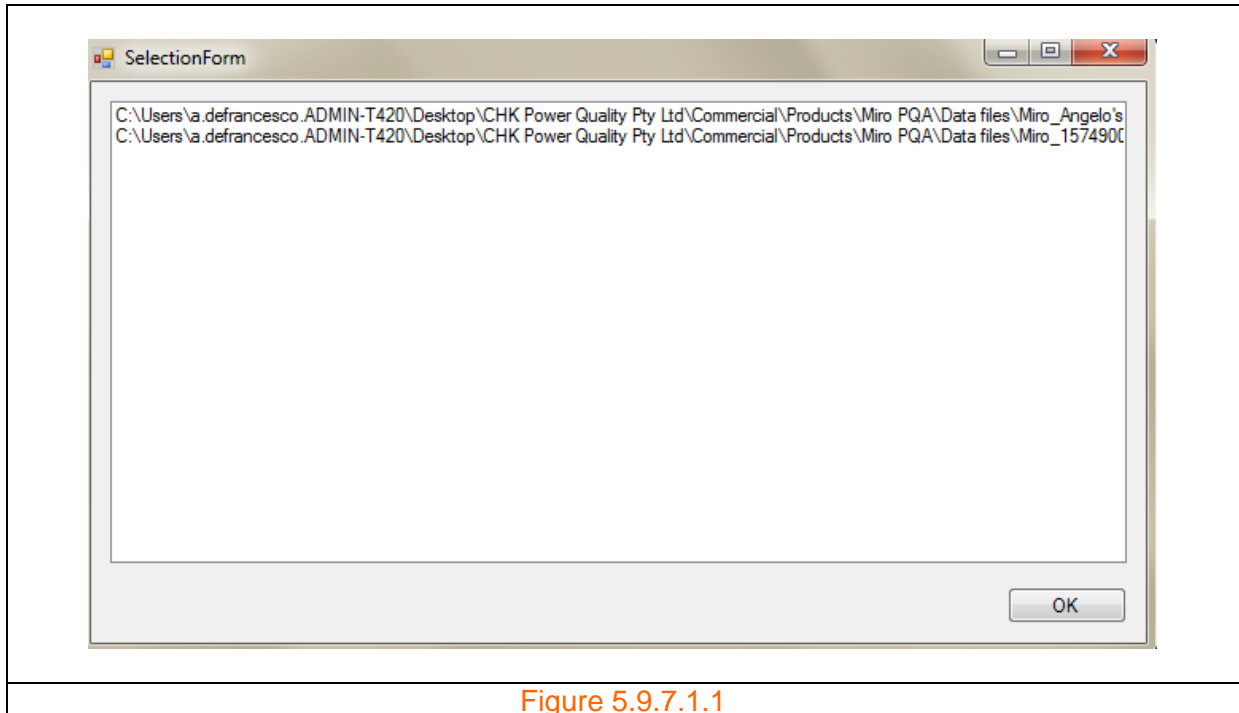 SelectionForm
C:\Users\a.defrancesco.ADMIN-T420\Desktop\CHK Power Quality Pty Ltd\Commercial\Products\Miro PQA\Data files\Miro_Angelo's
C:\Users\a.defrancesco.ADMIN-T420\Desktop\CHK Power Quality Pty Ltd\Commercial\Products\Miro PQA\Data files\Miro_1574900
OK
Figure 5.9.7.1.1